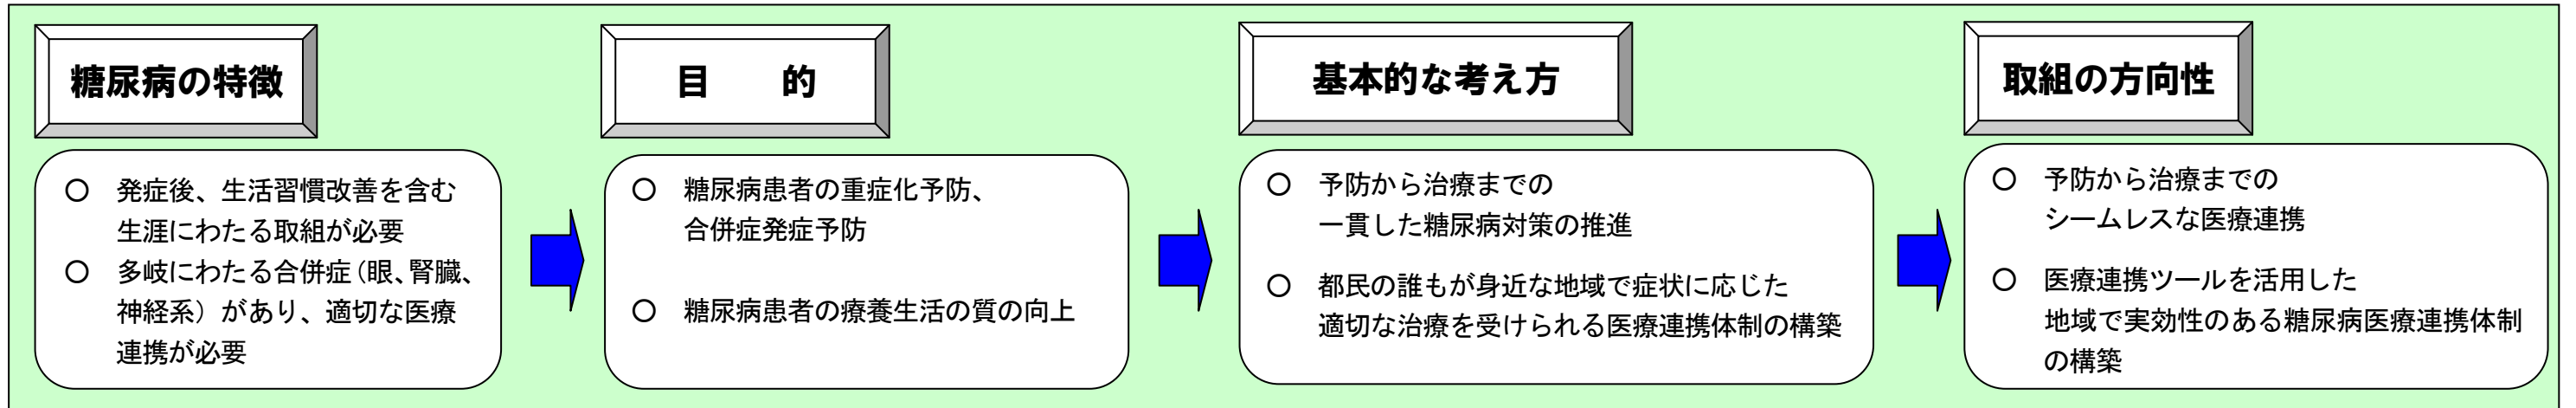 糖尿病の特徴
○ 発症後、生活習慣改善を含む
生涯にわたる取組が必要
○ 多岐にわたる合併症（眼、腎臓、
神経系）があり、適切な医療
連携が必要
目　　的
○ 糖尿病患者の重症化予防、
合併症発症予防
○ 糖尿病患者の療養生活の質の向上
基本的な考え方
○ 予防から治療までの
一貫した糖尿病対策の推進
○ 都民の誰もが身近な地域で症状に応じた
適切な治療を受けられる医療連携体制の構築
取組の方向性
○ 予防から治療までの
シームレスな医療連携
○ 医療連携ツールを活用した
地域で実効性のある糖尿病医療連携体制
の構築